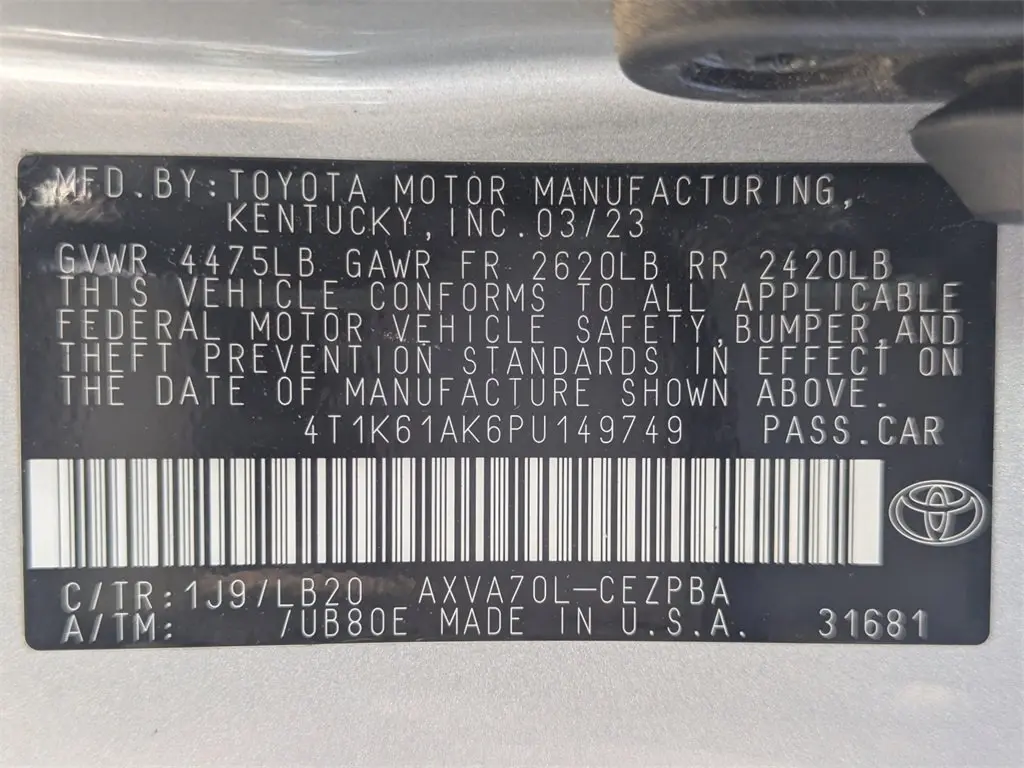 MFD. BY: TOYOTA MOTOR MANUFACTURING,
KENTUCKY, INC. 03/23
GVWR 4475LB GAWR FR 2620LB RR 2420LB
THIS VEHICLE CONFORMS TO ALL APPLICABLE
FEDERAL MOTOR VEHICLE SAFETY, BUMPER, AND
THEFT PREVENTION STANDARDS IN EFFECT ON
THE DATE OF MANUFACTURE SHOWN ABOVE.
4T1K61AK6PU149749 PASS.CAR
C/TR: 1J9/LB20 AXVA70L-CEZPBA
A/TM: /UB80E MADE IN U.S.A. 31681